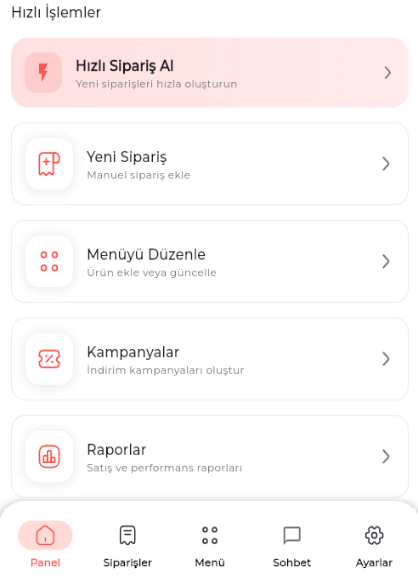 Hızlı İşlemler
Hızlı Sipariş AI
Yeni siparişleri hızla oluşturun
Yeni Sipariş
Manuel sipariş ekle
Menüyü Düzenle
Ürün ekle veya güncelle
Kampanyalar
İndirim kampanyaları oluştur
Raporlar
Satış ve performans raporları
Panel
Siparişler
Menü
Sohbet
Ayarlar